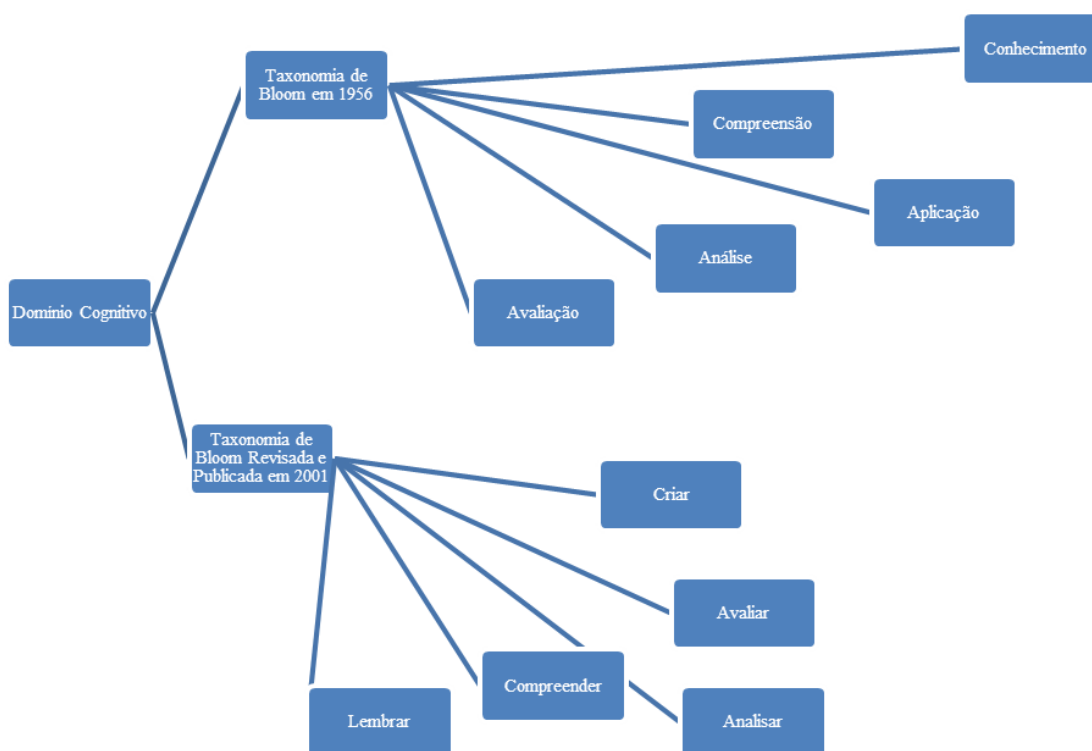 Conhecimento
Taxonomia de
Bloom em 1956
Compreensão
Aplicação
Análise
Avaliação
Domínio Cognitivo
Taxonomia de
Bloom Revisada e
Publicada em 2001
Criar
Avaliar
Compreender
Lembrar
Analisar